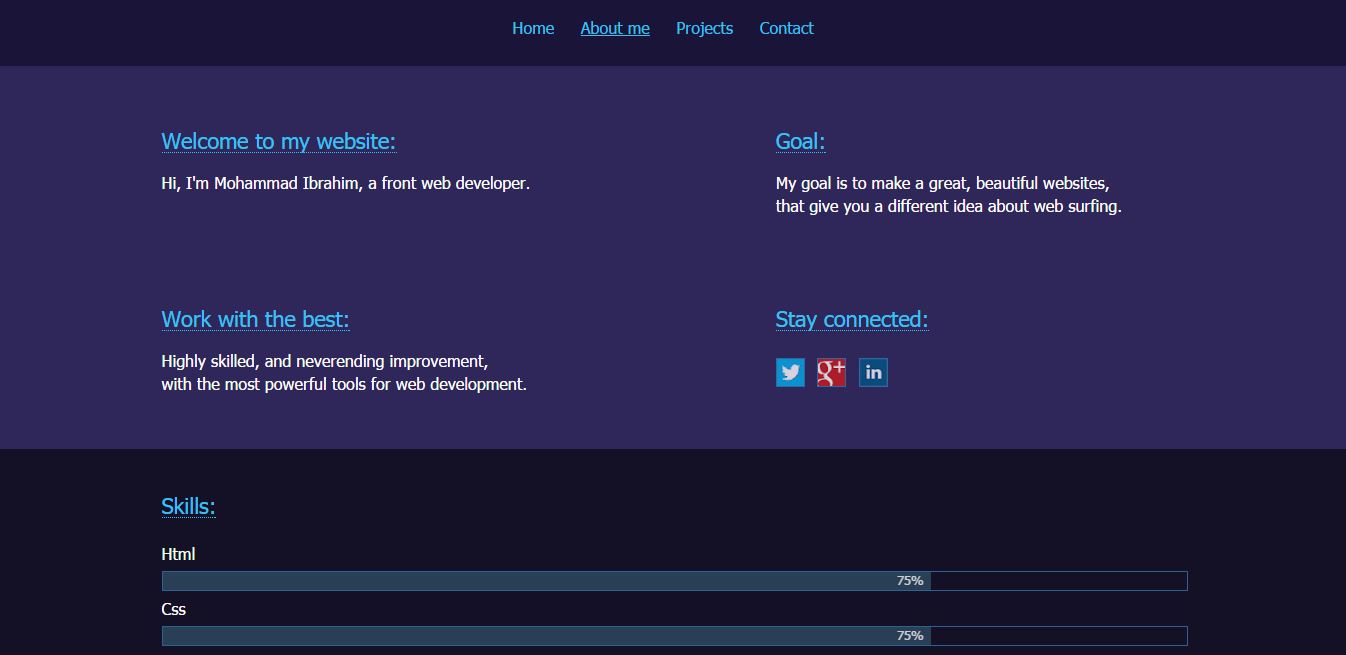 Home About me Projects Contact
Welcome to my website:
Hi, I'm Mohammad Ibrahim, a front web developer.
Goal:
My goal is to make a great, beautiful websites,
that give you a different idea about web surfing.
Work with the best:
Highly skilled, and neverending improvement,
with the most powerful tools for web development.
Stay connected:
g+ in
Skills:
Html
75%
Css
75%